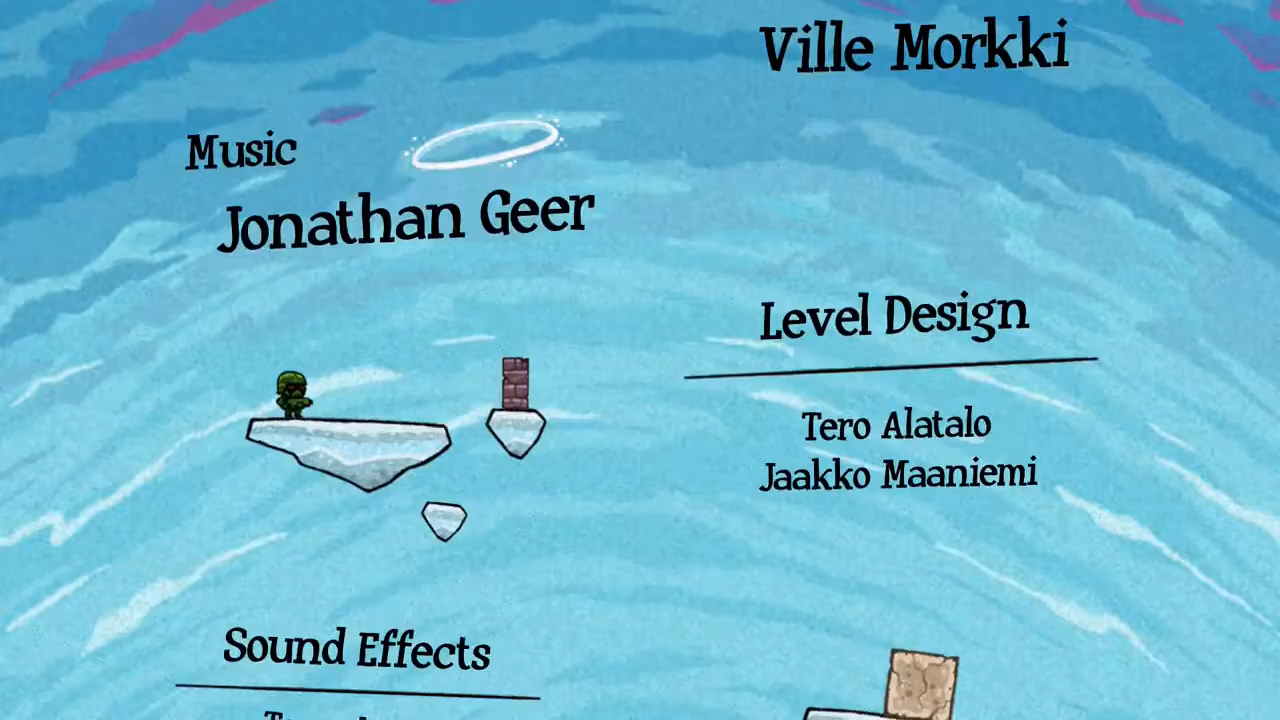 Ville Morkki
Music
Jonathan Geer
Level Design
Tero Alatalo
Jaakko Maaniemi
Sound Effects